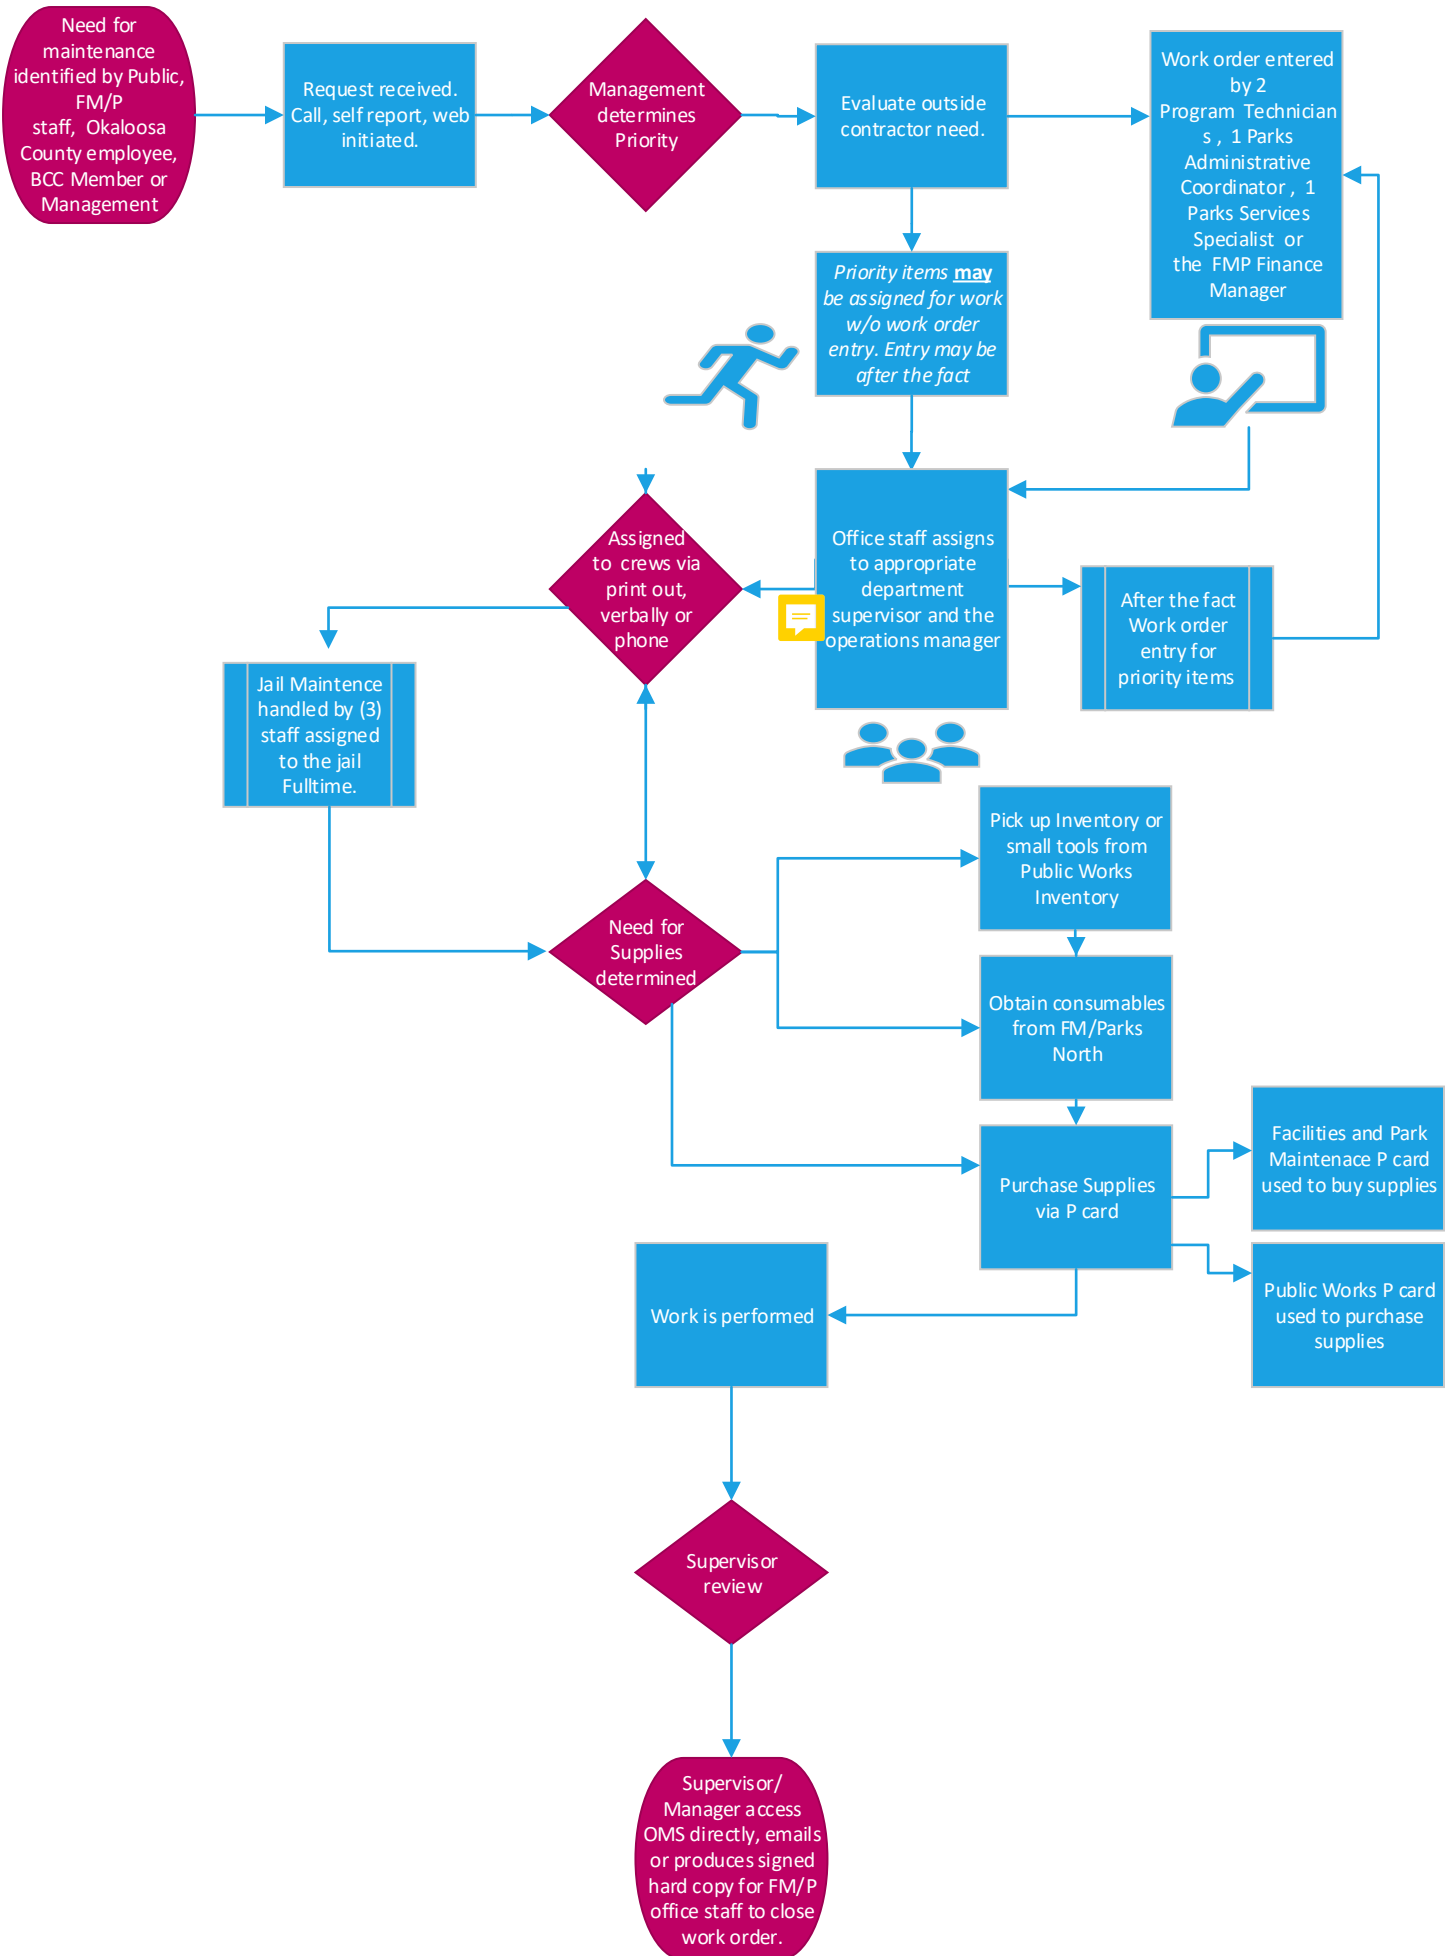 Need for
maintenance
identified by Public,
FM/P
staff, Okaloosa
County employee,
BCC Member or
Management
Request received.
Call, self report, web
initiated.
Management
determines
Priority
Evaluate outside
contractor need.
Work order entered
by 2
Program Technician
s , 1 Parks
Administrative
Coordinator , 1
Parks Services
Specialist or
the FMP Finance
Manager
Priority items may
be assigned for work
w/o work order
entry. Entry may be
after the fact
Assigned
to crews via
print out,
verbally or
phone
Office staff assigns
to appropriate
department
supervisor and the
operations manager
After the fact
Work order
entry for
priority items
Jail Maintence
handled by (3)
staff assigned
to the jail
Fulltime.
Pick up Inventory or
small tools from
Public Works
Inventory
Need for
Supplies
determined
Obtain consumables
from FM/Parks
North
Purchase Supplies
via P card
Facilities and Park
Maintenace P card
used to buy supplies
Public Works P card
used to purchase
supplies
Work is performed
Supervisor
review
Supervisor/
Manager access
OMS directly, emails
or produces signed
hard copy for FM/P
office staff to close
work order.